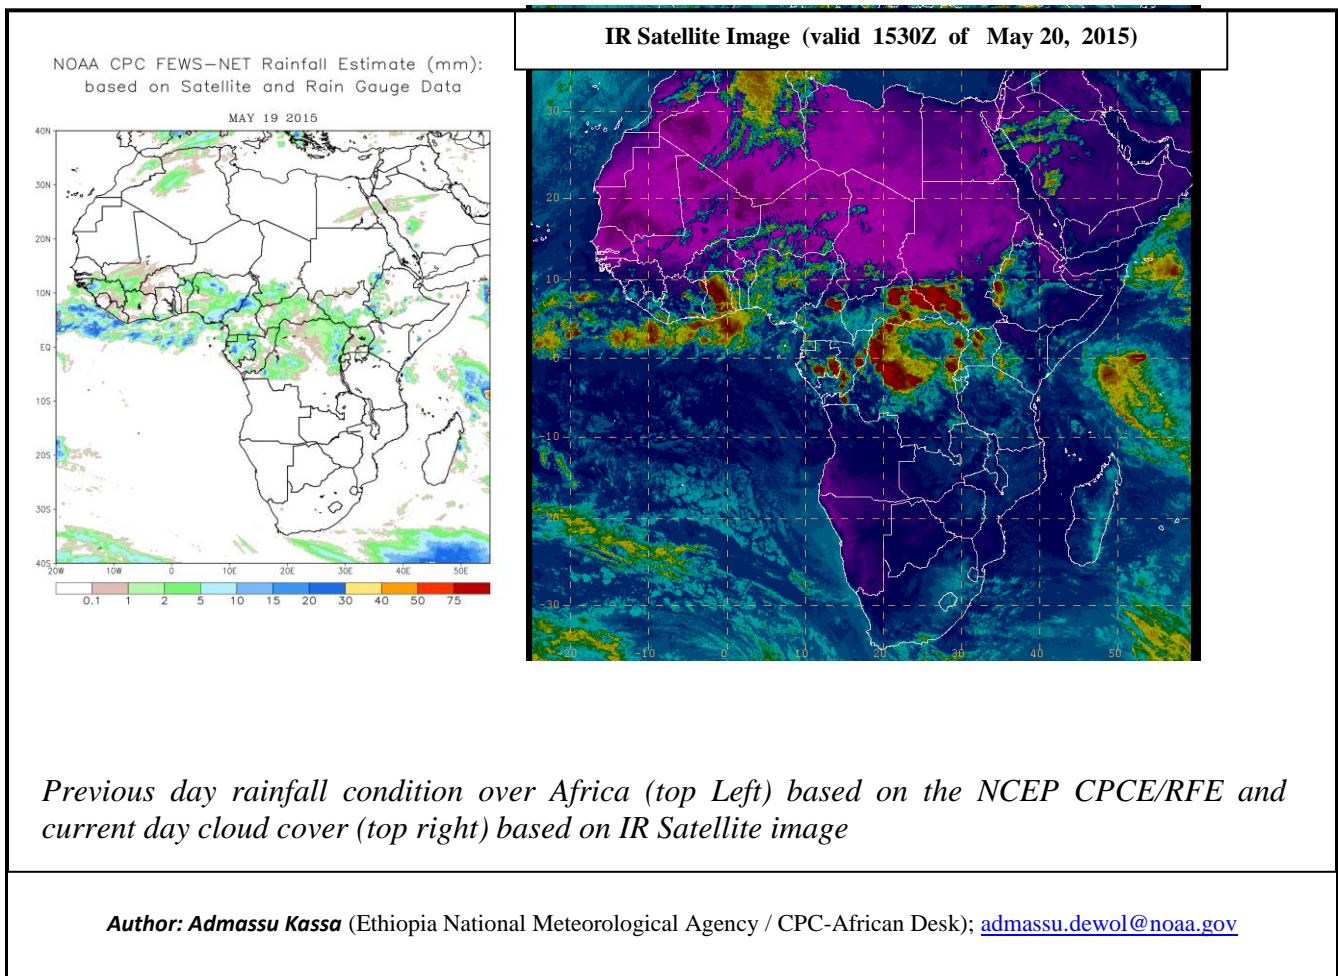 IR Satellite Image (valid 1530Z of May 20, 2015)
NOAA CPC FEWS-NET Rainfall Estimate (mm):
based on Satellite and Rain Gauge Data
MAY 19 2015
40N
30N
20N
10N
EQ
10S
20S
30S
40S
20W 10W 0 10E 20E 30E 40E 50E
0.1 1 2 5 10 15 20 30 40 50 75
30
20
10
0
-10
-20
-30
-20 -10 0 10 20 30 40 50
Previous day rainfall condition over Africa (top Left) based on the NCEP CPCE/RFE and
current day cloud cover (top right) based on IR Satellite image
Author: Admassu Kassa (Ethiopia National Meteorological Agency / CPC-African Desk); admassu.dewol@noaa.gov